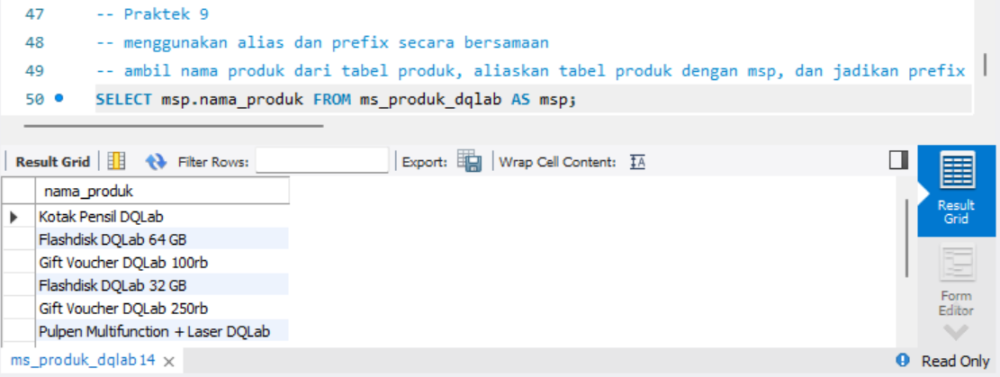 47 -- Praktek 9
48 -- menggunakan alias dan prefix secara bersamaan
49 -- ambil nama produk dari tabel produk, aliaskan tabel produk dengan msp, dan jadikan prefix
50 SELECT msp.nama_produk FROM ms_produk_dqlab AS msp;
Result Grid Filter Rows: Export: Wrap Cell Content:
nama_produk
Kotak Pensil DQLab
Flashdisk DQLab 64 GB
Gift Voucher DQLab 100rb
Flashdisk DQLab 32 GB
Gift Voucher DQLab 250rb
Pulpen Multifunction + Laser DQLab
Result
Grid
Form
Editor
ms_produk_dqlab 14
Read Only